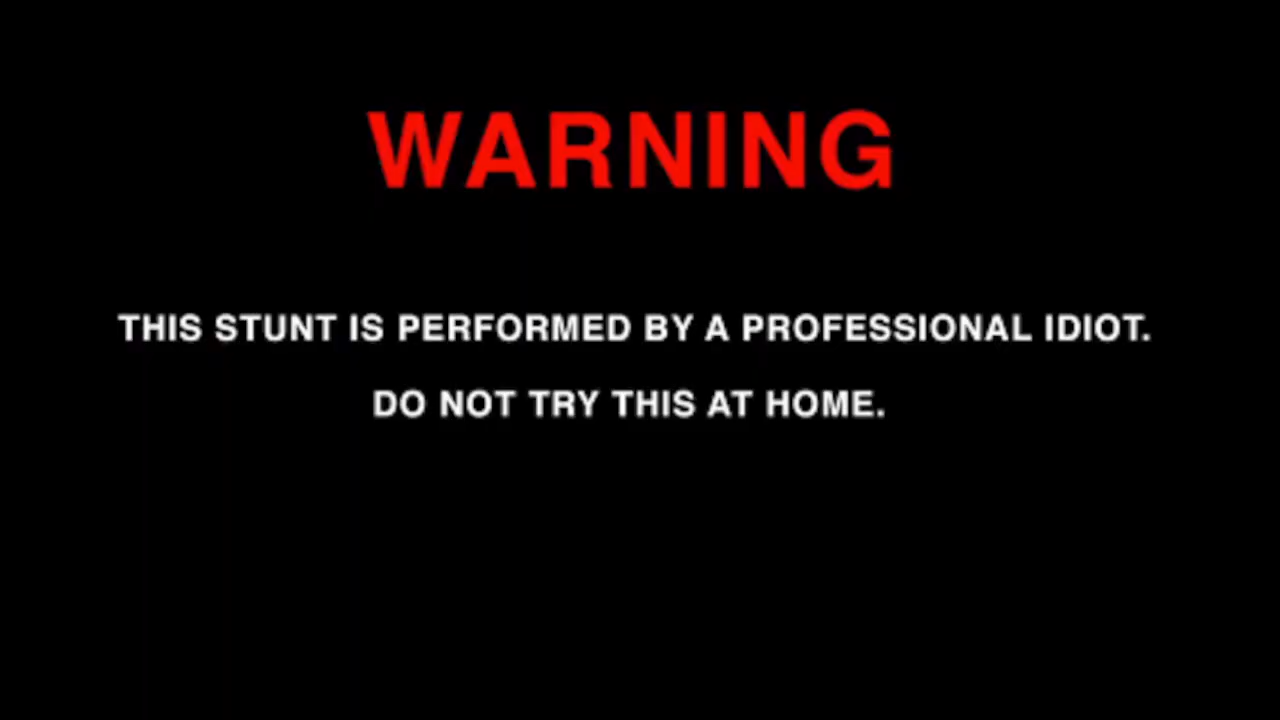 WARNING
THIS STUNT IS PERFORMED BY A PROFESSIONAL IDIOT.
DO NOT TRY THIS AT HOME.